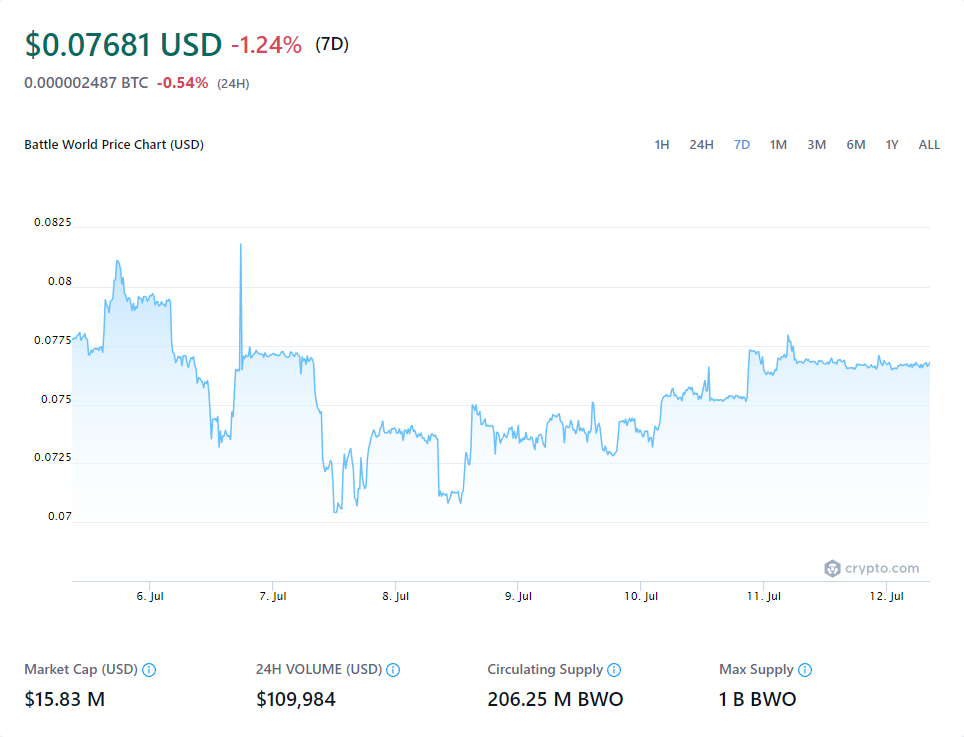 $0.07681 USD -1.24% (7D)
0.000002487 BTC -0.54% (24H)
Battle World Price Chart (USD)
1H 24H 7D 1M 3M 6M 1Y ALL
0.0825
0.08
0.0775
0.075
0.0725
0.07
crypto.com
6. Jul 7. Jul 8. Jul 9. Jul 10. Jul 11. Jul 12. Jul
Market Cap (USD) 24H VOLUME (USD) Circulating Supply Max Supply
$15.83 M $109,984 206.25 M BWO 1 B BWO